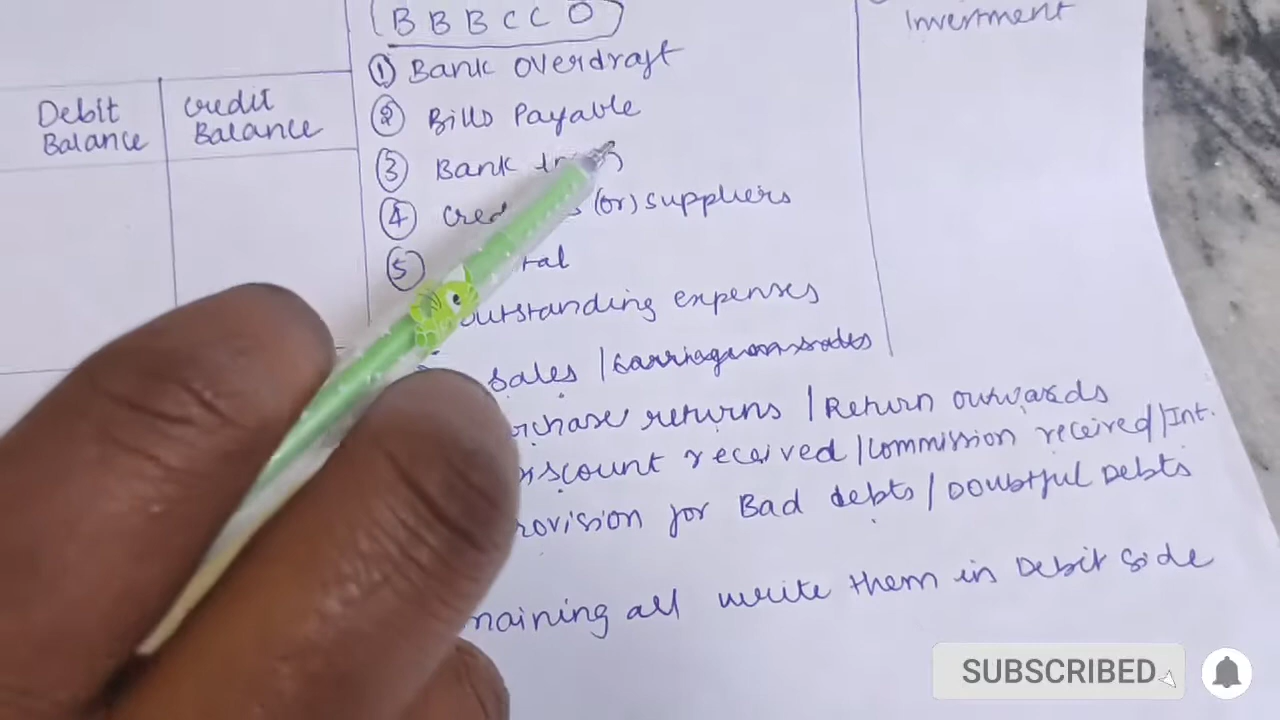 B B B C C O
Investment
① Bank overdraft
Debit Balance
Credit Balance
② Bills Payable
③ Bank
④ (or) suppliers
⑤
outstanding expenses
sales /
returns / Return outwards
received / Commission received / Int.
for Bad debts / Doubtful Debts
all write them in Debit side
SUBSCRIBED